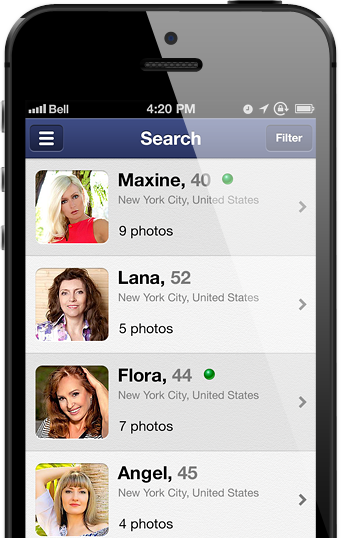 Bell 4:20 PM
Search
Filter
Maxine, 40
New York City, United States
9 photos
Lana, 52
New York City, United States
5 photos
Flora, 44
New York City, United States
7 photos
Angel, 45
New York City, United States
4 photos